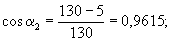 cos α₂ = (130 − 5)/130 = 0,9615;